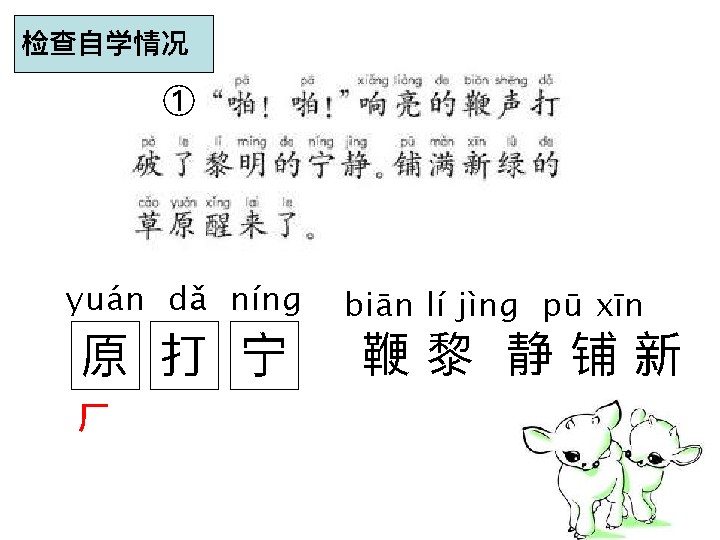 检查自学情况
pā pā xiǎng liàng de biān shēng dǎ
①“啪！啪！”响亮的鞭声打
pò le lí míng de níng jìng pū mǎn xīn lǜ de
破了黎明的宁静。铺满新绿的
cǎo yuán xǐng lai le
草原醒来了。
yuán dǎ níng biān lí jìng pū xīn
原 打 宁 鞭 黎 静 铺 新
厂